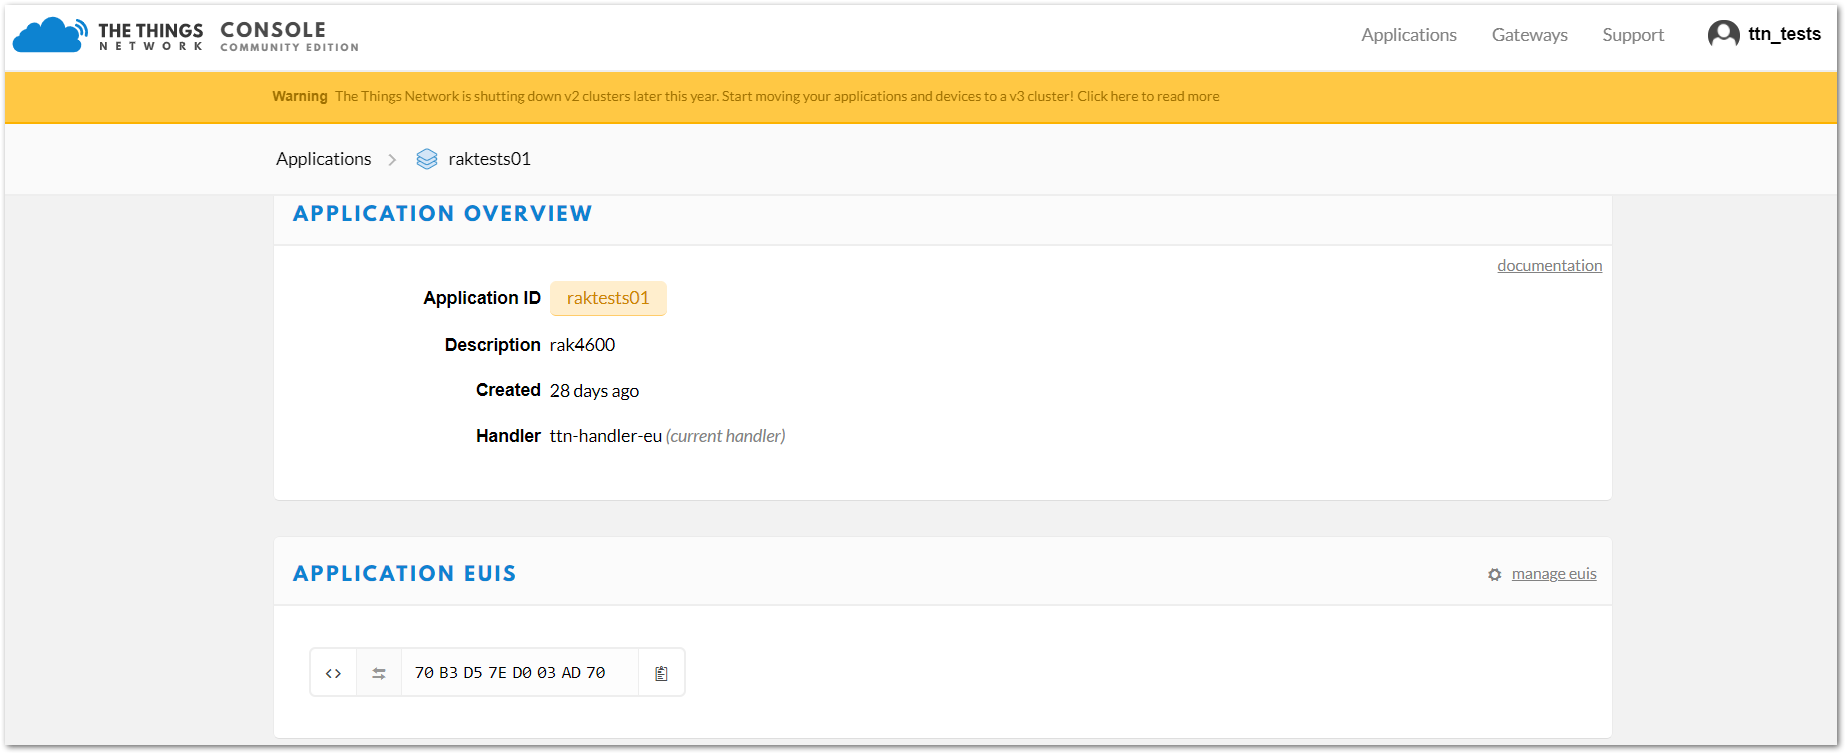 THE THINGS NETWORK CONSOLE COMMUNITY EDITION
Applications Gateways Support ttn_tests
Warning The Things Network is shutting down v2 clusters later this year. Start moving your applications and devices to a v3 cluster! Click here to read more
Applications > raktests01
APPLICATION OVERVIEW
documentation
Application ID raktests01
Description rak4600
Created 28 days ago
Handler ttn-handler-eu (current handler)
APPLICATION EUIS
manage euis
<> 70 B3 D5 7E D0 03 AD 70